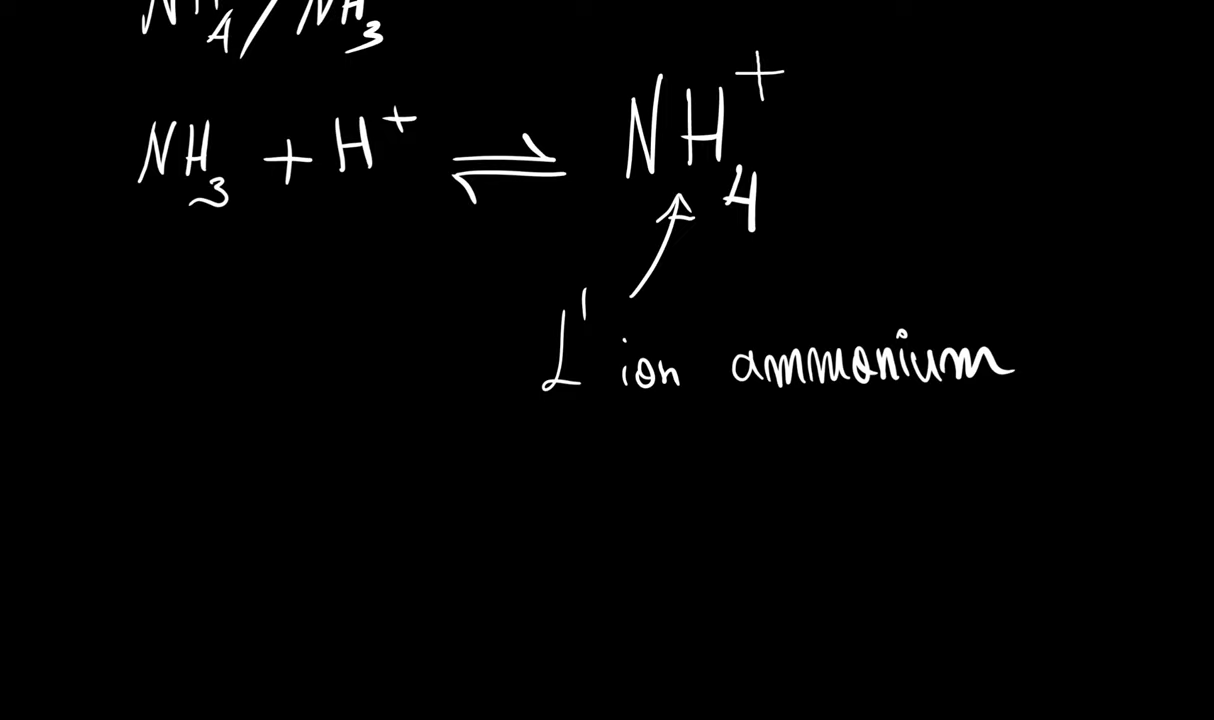 NH4/NH3
NH3 + H+ ⇌ NH4+
L' ion ammonium